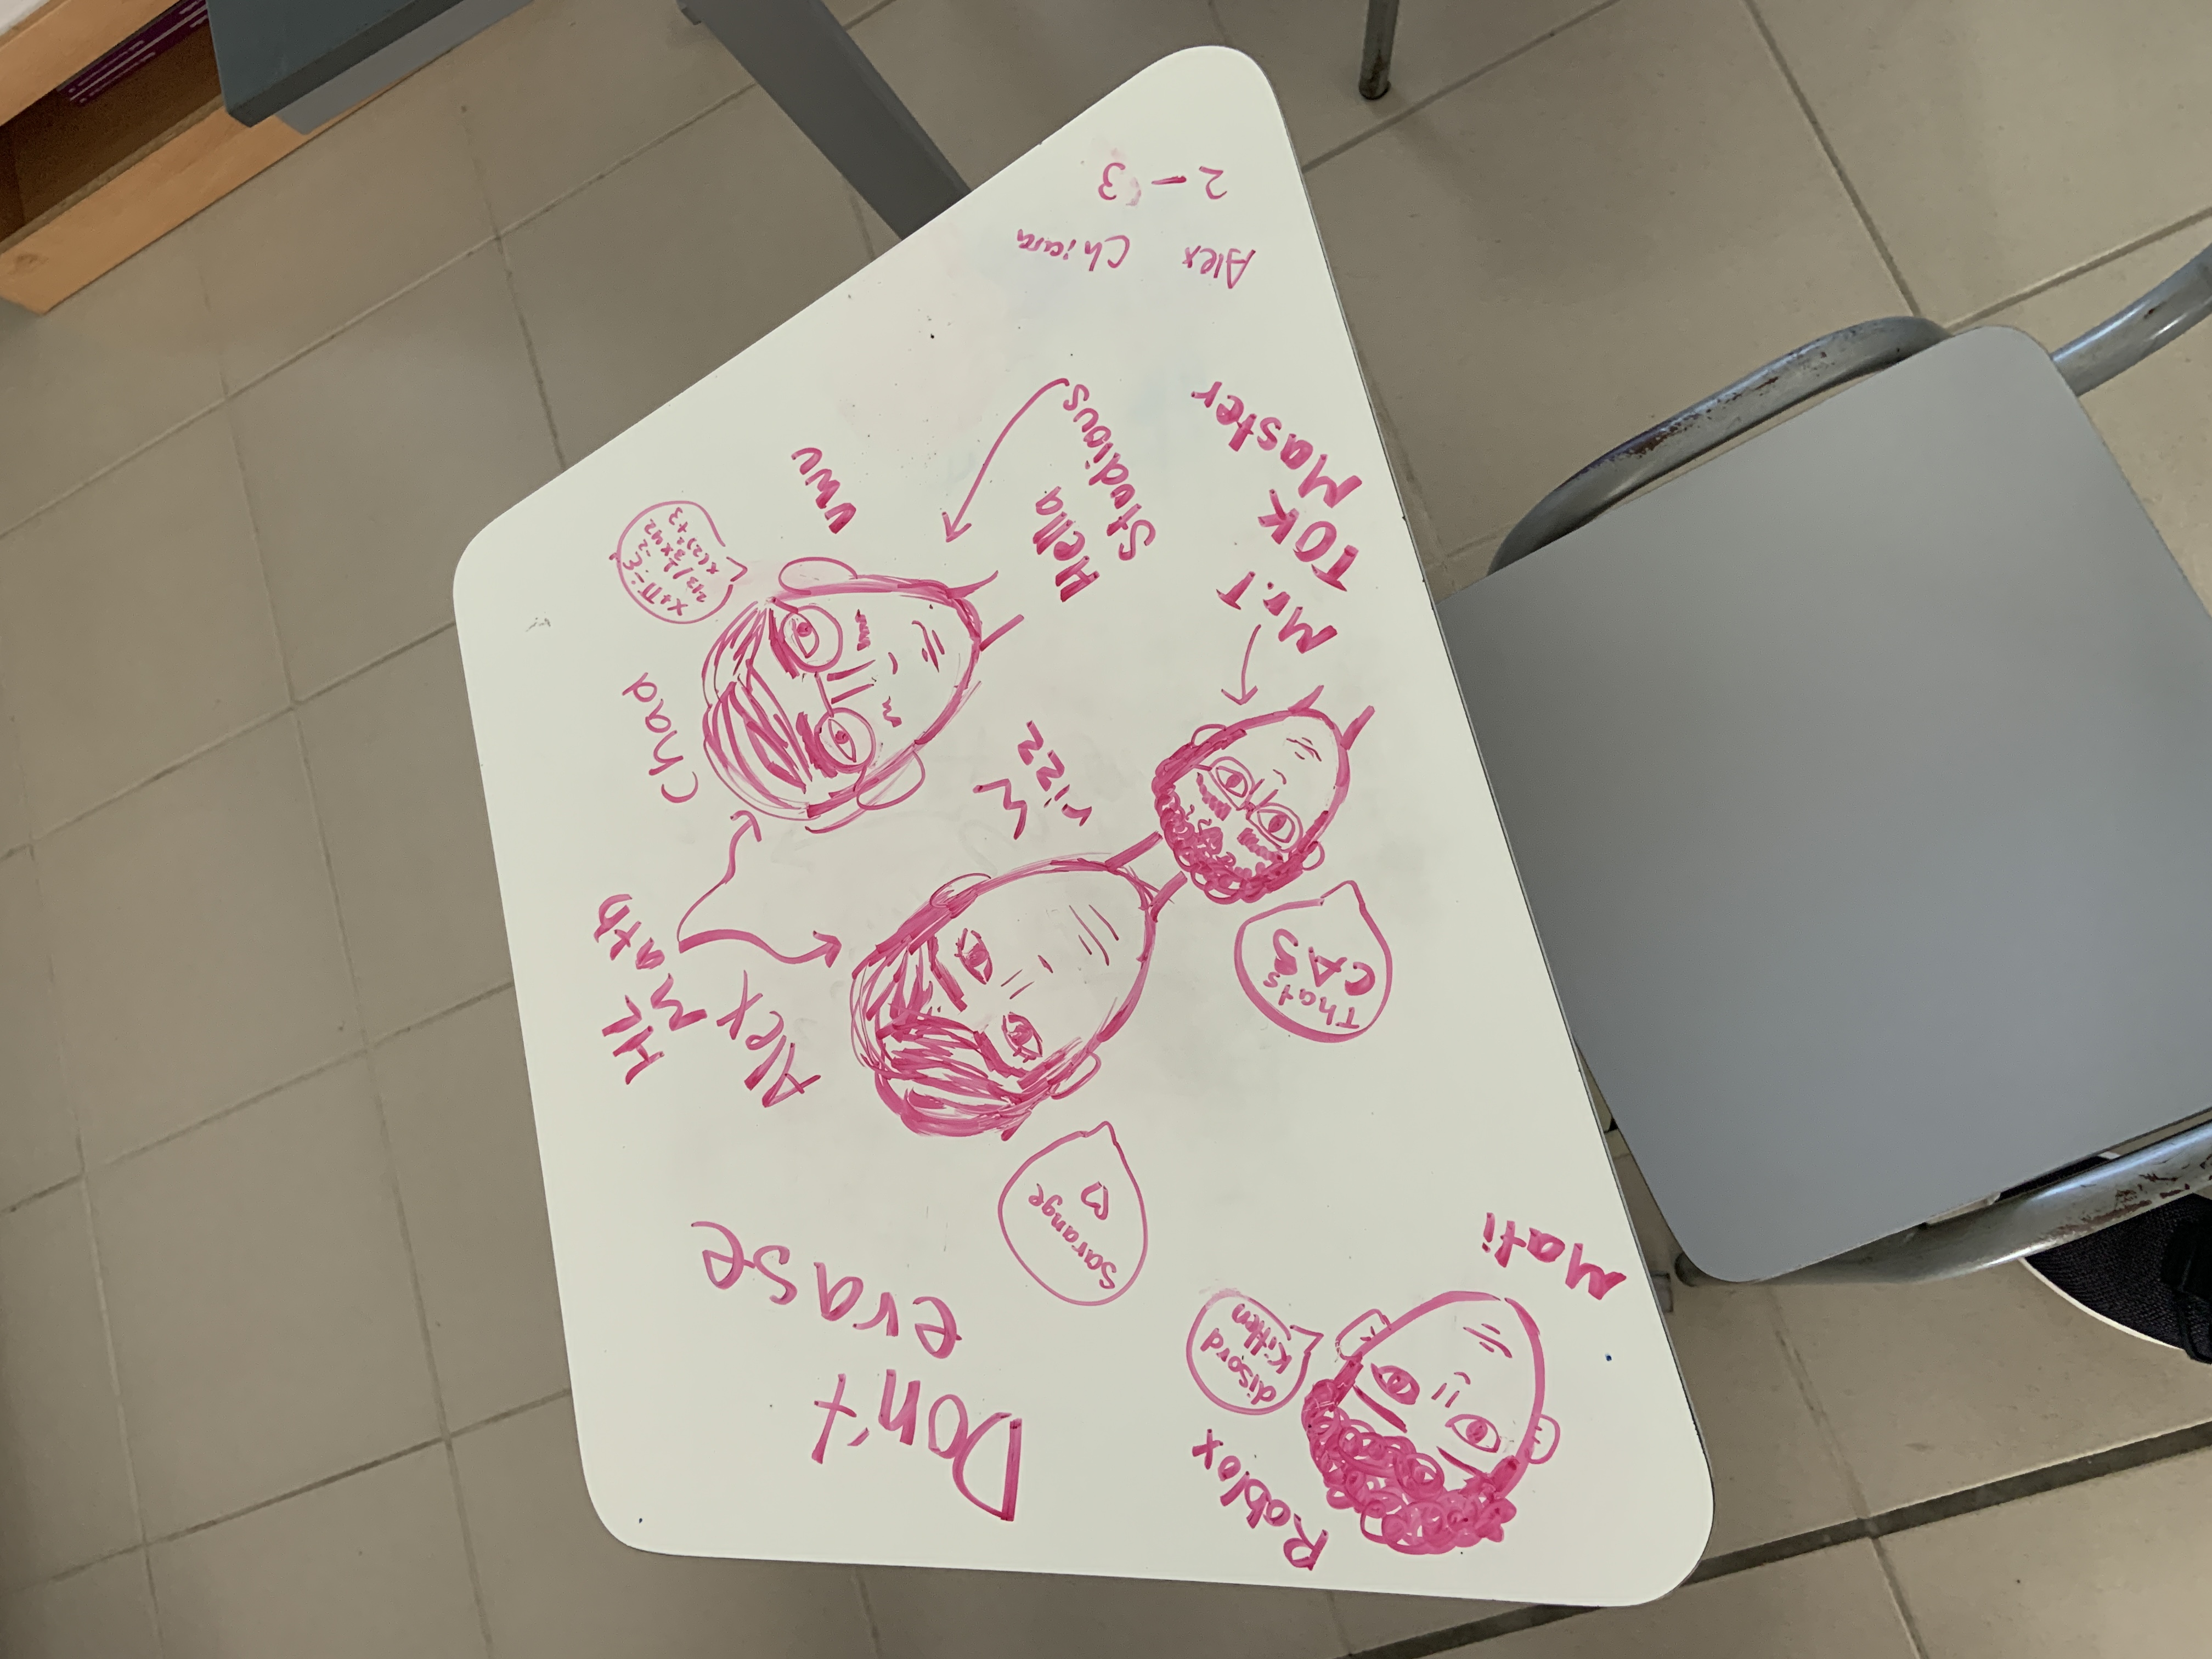 Don't
erase
HL
Math
Alex
Chad
uwu
Sarange ♡
W
rizz
Hella
Studious
Roblox
disord
Kitten
Mati
Thats
CAS
Mr.T
TOK
Master
Alex Chiara
2 - 3